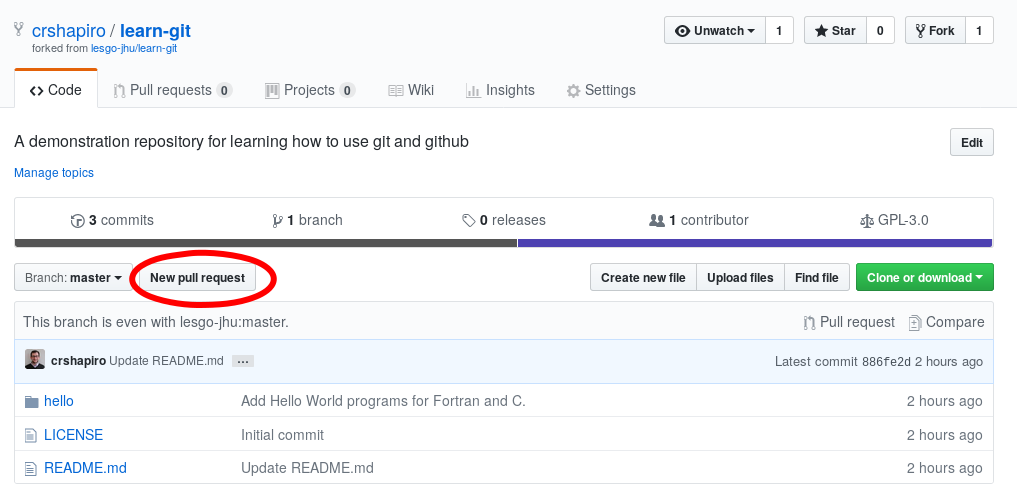 crshapiro / learn-git
forked from lesgo-jhu/learn-git
Unwatch 1 Star 0 Fork 1
Code Pull requests 0 Projects 0 Wiki Insights Settings
A demonstration repository for learning how to use git and github
Edit
Manage topics
3 commits 1 branch 0 releases 1 contributor GPL-3.0
Branch: master New pull request Create new file Upload files Find file Clone or download
This branch is even with lesgo-jhu:master. Pull request Compare
crshapiro Update README.md ... Latest commit 886fe2d 2 hours ago
hello Add Hello World programs for Fortran and C. 2 hours ago
LICENSE Initial commit 2 hours ago
README.md Update README.md 2 hours ago